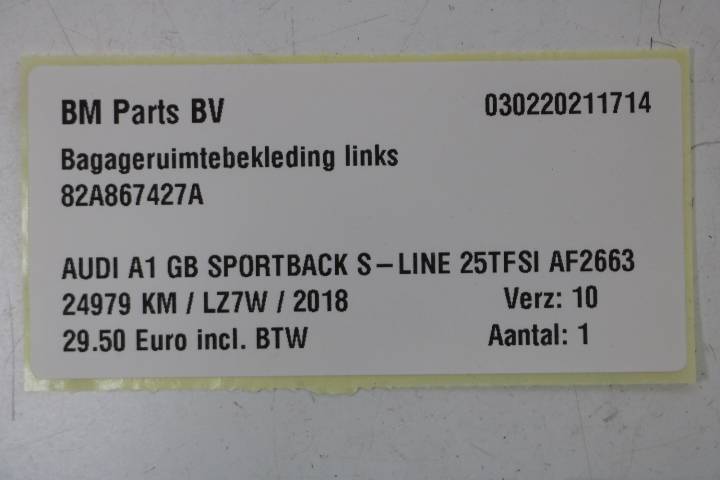 BM Parts BV 030220211714
Bagageruimtebekleding links
82A867427A
AUDI A1 GB SPORTBACK S-LINE 25TFSI AF2663
24979 KM / LZ7W / 2018 Verz: 10
29.50 Euro incl. BTW Aantal: 1